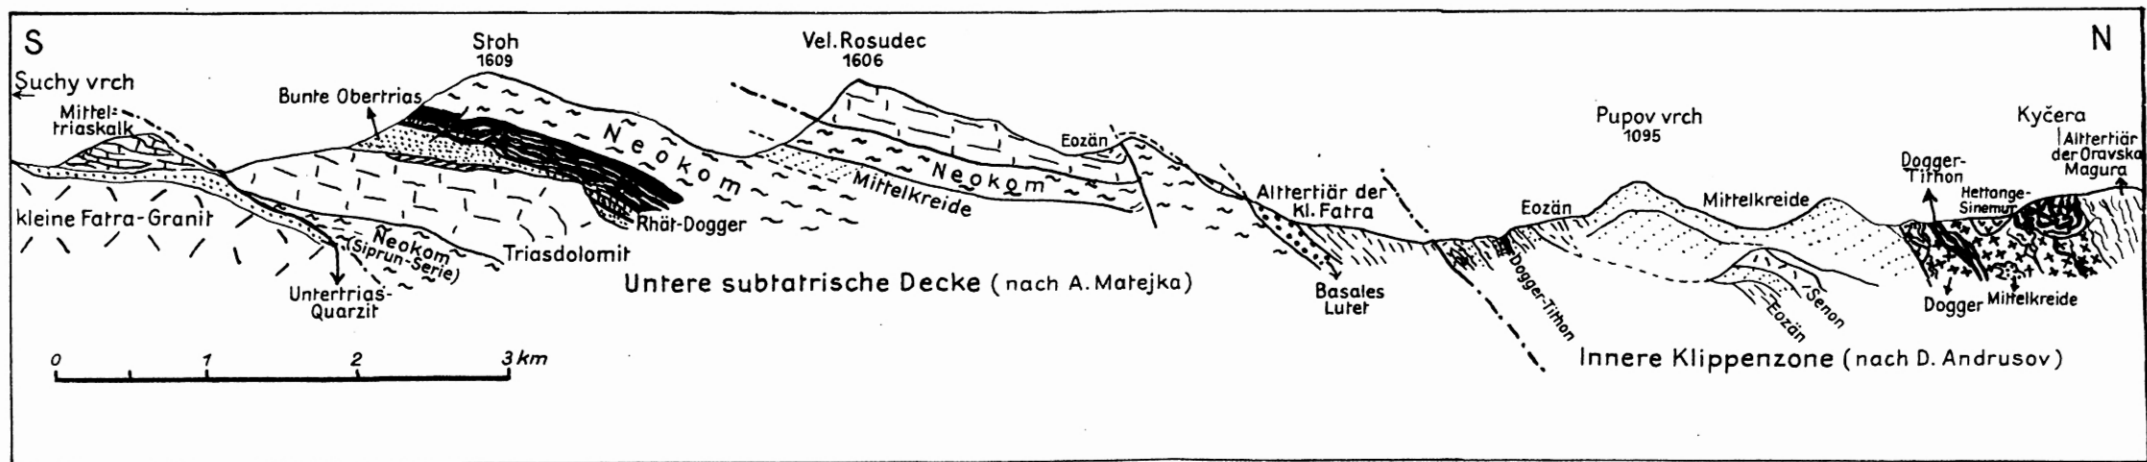 S
N
Suchy vrch
Mittel=
triaskalk
Bunte Obertrias
Stoh
1609
Vel. Rosudec
1606
Neokom
Eozän
Neokom
Mittelkreide
kleine Fatra-Granit
Neokom
(Siprun-Serie)
Triasdolomit
Rhät-Dogger
Untertrias-
Quarzit
Untere subtatrische Decke (nach A. Matejka)
Alttertiär der
Kl. Fatra
Basales
Lutet
Eozän
Dogger-Tithon
Pupov vrch
1095
Mittelkreide
Eozän
Senon
Dogger-
Tithon
Hettange-
Sinemur
Kyčera
Alttertiär
der Oravska
Magura
Dogger
Mittelkreide
Innere Klippenzone (nach D. Andrusov)
0 1 2 3 km